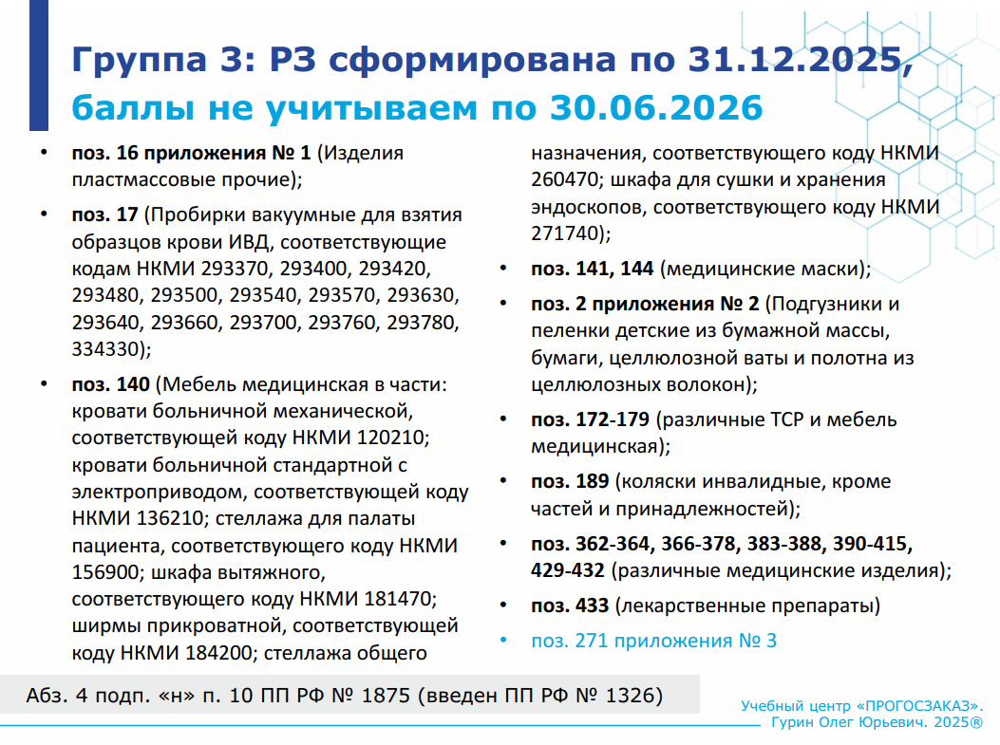 Группа 3: РЗ сформирована по 31.12.2025,
баллы не учитываем по 30.06.2026
• поз. 16 приложения № 1 (Изделия
пластмассовые прочие);
• поз. 17 (Пробирки вакуумные для взятия
образцов крови ИВД, соответствующие
кодам НКМИ 293370, 293400, 293420,
293480, 293500, 293540, 293570, 293630,
293640, 293660, 293700, 293760, 293780,
334330);
• поз. 140 (Мебель медицинская в части:
кровати больничной механической,
соответствующей коду НКМИ 120210;
кровати больничной стандартной с
электроприводом, соответствующей коду
НКМИ 136210; стеллажа для палаты
пациента, соответствующего коду НКМИ
156900; шкафа вытяжного,
соответствующего коду НКМИ 181470;
ширмы прикроватной, соответствующей
коду НКМИ 184200; стеллажа общего
назначения, соответствующего коду НКМИ
260470; шкафа для сушки и хранения
эндоскопов, соответствующего коду НКМИ
271740);
• поз. 141, 144 (медицинские маски);
• поз. 2 приложения № 2 (Подгузники и
пеленки детские из бумажной массы,
бумаги, целлюлозной ваты и полотна из
целлюлозных волокон);
• поз. 172-179 (различные ТСР и мебель
медицинская);
• поз. 189 (коляски инвалидные, кроме
частей и принадлежностей);
• поз. 362-364, 366-378, 383-388, 390-415,
429-432 (различные медицинские изделия);
• поз. 433 (лекарственные препараты)
• поз. 271 приложения № 3
Абз. 4 подп. «н» п. 10 ПП РФ № 1875 (введен ПП РФ № 1326)
Учебный центр «ПРОГОСЗАКАЗ».
Гурин Олег Юрьевич. 2025®